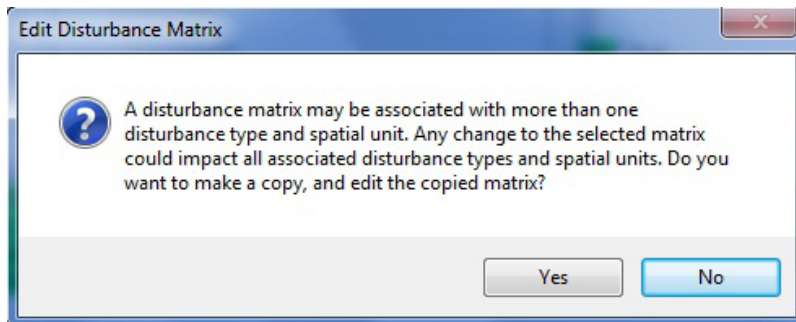 Edit Disturbance Matrix
A disturbance matrix may be associated with more than one
disturbance type and spatial unit. Any change to the selected matrix
could impact all associated disturbance types and spatial units. Do you
want to make a copy, and edit the copied matrix?
Yes
No